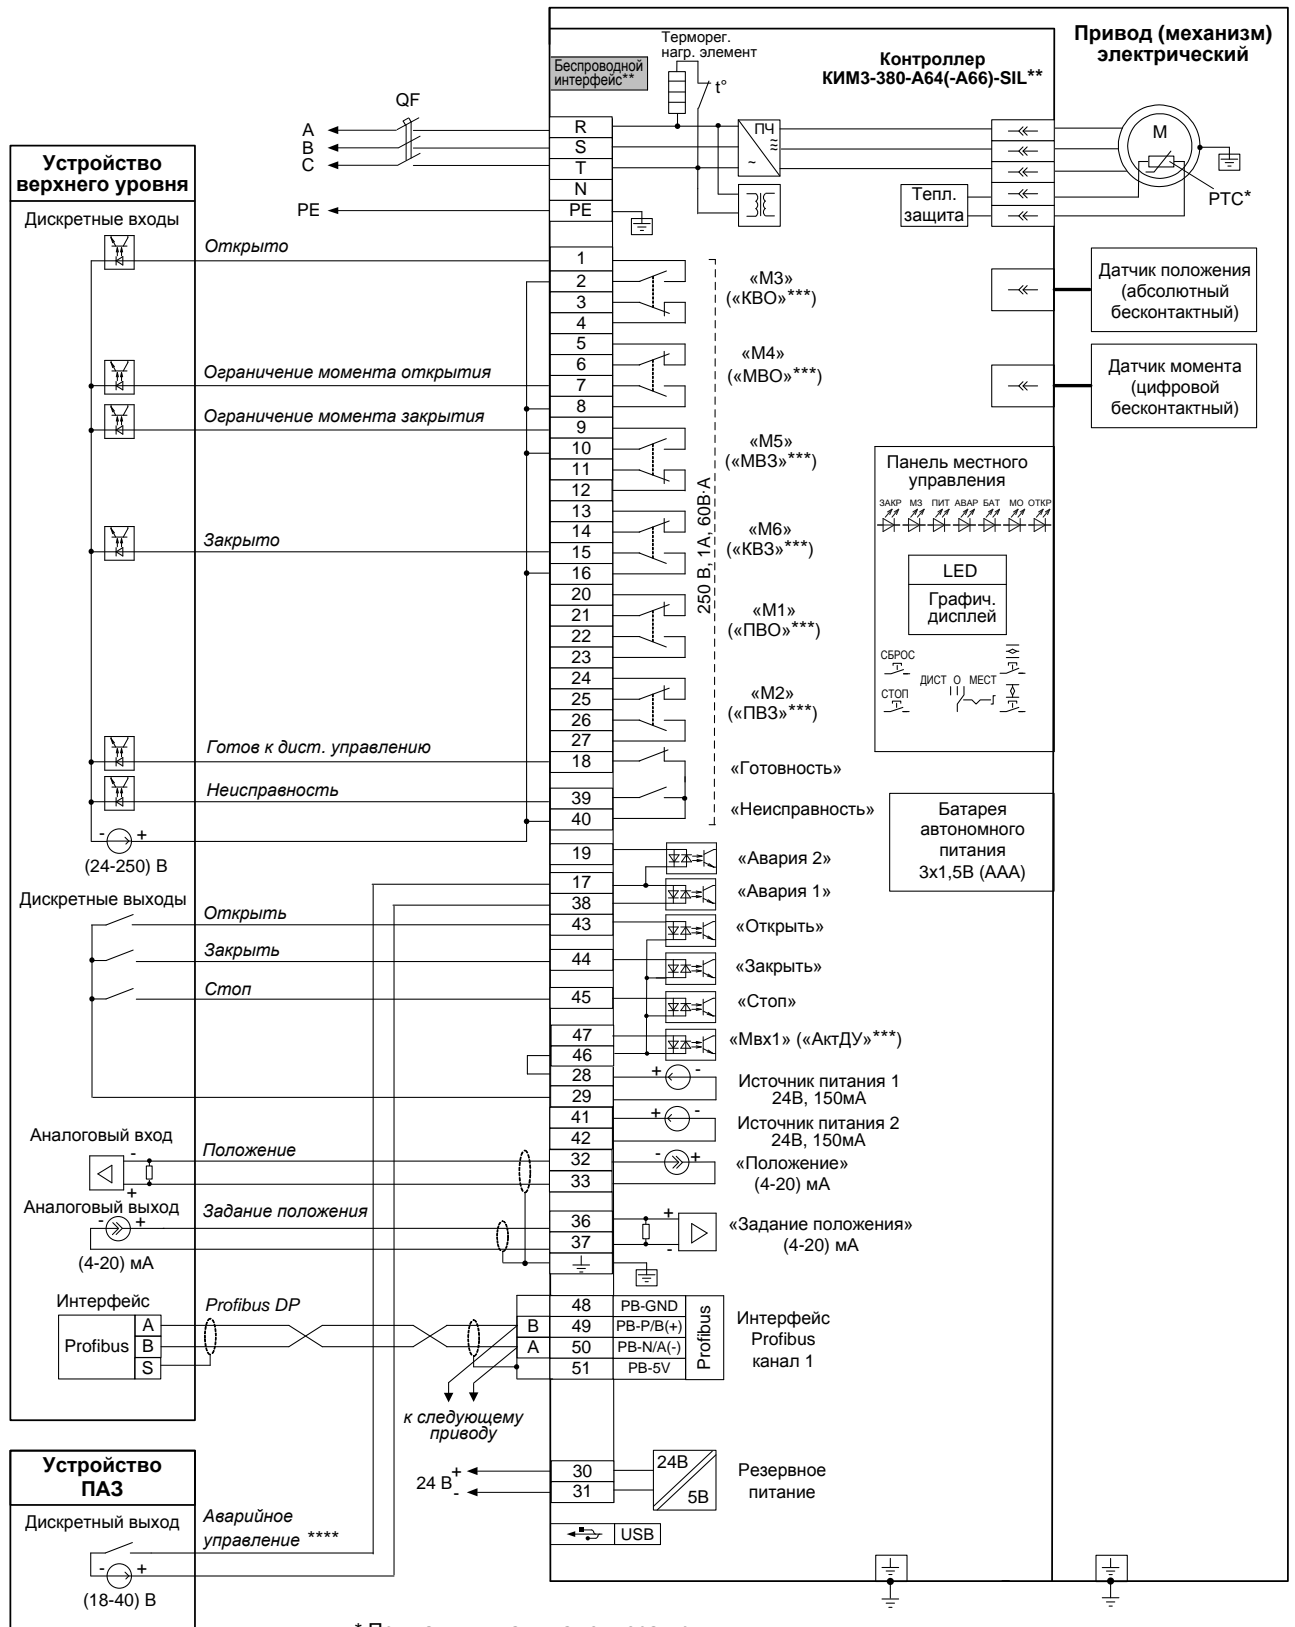 Привод (механизм)
электрический
Терморег.
нагр. элемент
Контроллер
КИМ3-380-А64(-А66)-SIL**
Беспроводной
интерфейс**
t°
QF
A
B
C
PE
R
S
T
N
PE
ПЧ
М
РТС*
Тепл.
защита
Устройство
верхнего уровня
Дискретные входы
Открыто
1
2
3
4
«М3»
(«КВО»***)
Датчик положения
(абсолютный
бесконтактный)
5
6
7
8
Ограничение момента открытия
«М4»
(«МВО»***)
Датчик момента
(цифровой
бесконтактный)
Ограничение момента закрытия
9
10
11
12
«М5»
(«МВЗ»***)
250 В, 1А, 60В·А
Панель местного
управления
ЗАКР МЗ ПИТ АВАР БАТ МО ОТКР
Закрыто
13
14
15
16
«М6»
(«КВЗ»***)
LED
Графич.
дисплей
20
21
22
23
«М1»
(«ПВО»***)
СБРОС
СТОП
ДИСТ О МЕСТ
24
25
26
27
«М2»
(«ПВЗ»***)
Готов к дист. управлению
18
«Готовность»
Неисправность
39
40
«Неисправность»
- +
(24-250) В
Батарея
автономного
питания
3х1,5В (ААА)
19
«Авария 2»
17
38
«Авария 1»
Дискретные выходы
Открыть
43
«Открыть»
Закрыть
44
«Закрыть»
Стоп
45
«Стоп»
47
46
«Мвх1» («АктДУ»***)
28
29
+ -
Источник питания 1
24В, 150мА
41
42
+ -
Источник питания 2
24В, 150мА
Аналоговый вход
-
+
Положение
32
33
- +
«Положение»
(4-20) мА
Аналоговый выход
- +
(4-20) мА
Задание положения
36
37
+
-
«Задание положения»
(4-20) мА
Интерфейс
Profibus
A
B
S
Profibus DP
B
A
48 PB-GND
49 PB-P/B(+)
50 PB-N/A(-)
51 PB-5V
Profibus
Интерфейс
Profibus
канал 1
к следующему
приводу
24 В
+
-
30
31
24В
5В
Резервное
питание
USB
Устройство
ПАЗ
Дискретный выход
Аварийное
управление ****
- +
(18-40) В